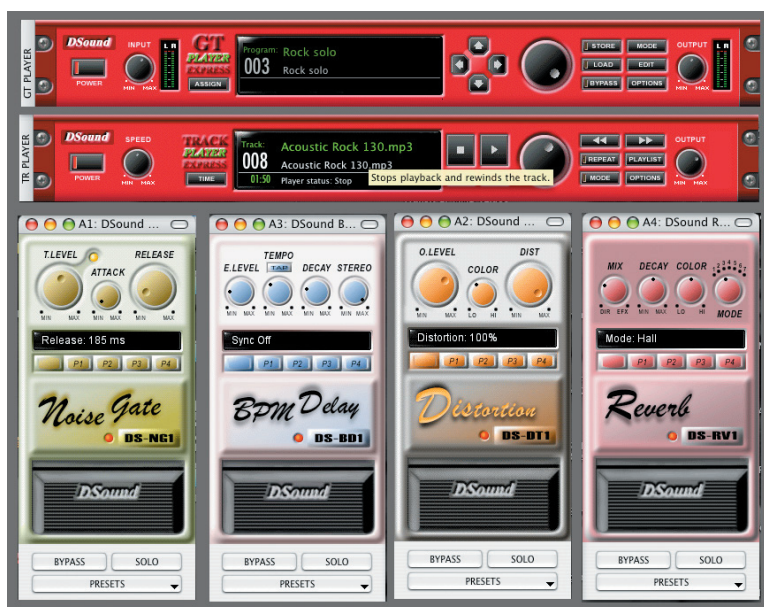 GT PLAYER
DSound
POWER
INPUT
MIN MAX
L R
GT
PLAYER
EXPRESS
ASSIGN
Program:
003
Rock solo
Rock solo
STORE
MODE
LOAD
EDIT
BYPASS
OPTIONS
OUTPUT
MIN MAX
L R
TR PLAYER
DSound
POWER
SPEED
MIN MAX
TRACK
PLAYER
EXPRESS
TIME
Track:
008
01:50
Acoustic Rock 130.mp3
Acoustic Rock 130.mp3
Player status: Stop
Stops playback and rewinds the track.
REPEAT
PLAYLIST
MODE
OPTIONS
OUTPUT
MIN MAX
A1: DSound ...
T.LEVEL
ATTACK
RELEASE
MIN MAX
MIN MAX
MIN MAX
Release: 185 ms
P1 P2 P3 P4
Noise Gate
DS-NG1
DSound
BYPASS
SOLO
PRESETS
A3: DSound B...
E.LEVEL
TEMPO
TAP
DECAY
STEREO
MIN MAX
MIN MAX
MIN MAX
MIN MAX
Sync Off
P1 P2 P3 P4
BPM Delay
DS-BD1
DSound
BYPASS
SOLO
PRESETS
A2: DSound ...
O.LEVEL
COLOR
DIST
MIN MAX
LO HI
MIN MAX
Distortion: 100%
P1 P2 P3 P4
Distortion
DS-DT1
DSound
BYPASS
SOLO
PRESETS
A4: DSound R...
MIX
DECAY
COLOR
1 2 3 4 5 6 7
DIR EFX
MIN MAX
LO HI
MODE
Mode: Hall
P1 P2 P3 P4
Reverb
DS-RV1
DSound
BYPASS
SOLO
PRESETS